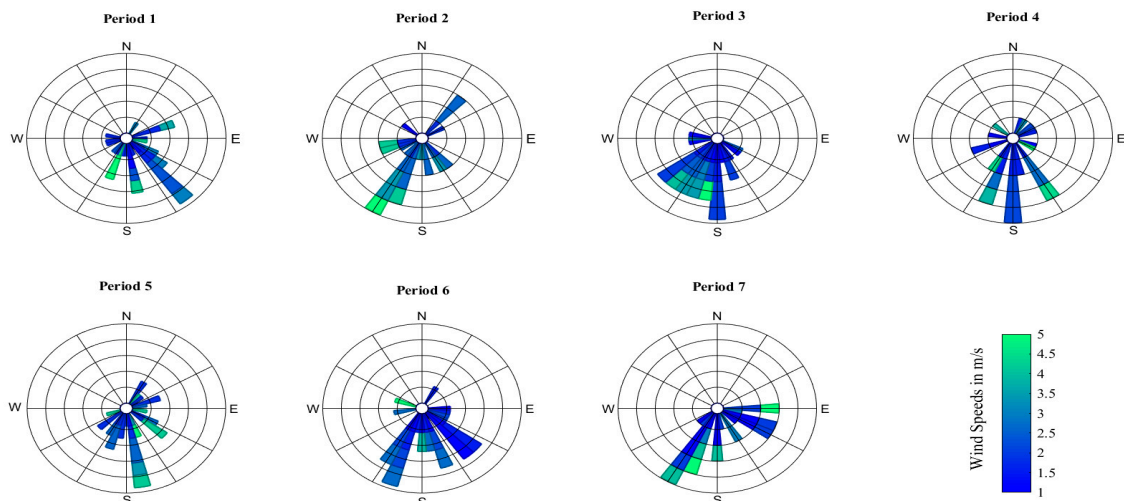 Period 1
N
W
E
S
Period 2
N
W
E
S
Period 3
N
W
E
S
Period 4
N
W
E
S
Period 5
N
W
E
S
Period 6
N
W
E
S
Period 7
N
W
E
S
Wind Speeds in m/s
5
4.5
4
3.5
3
2.5
2
1.5
1